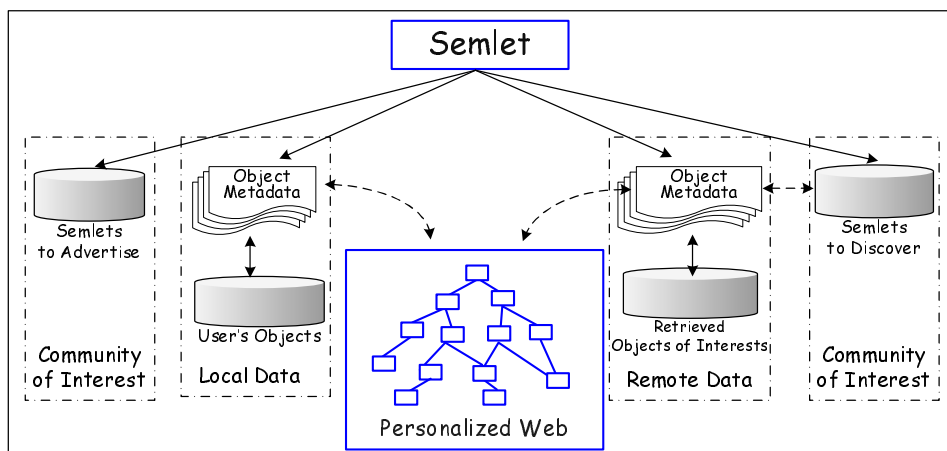 Semlet
Semlets
to Advertise
Community
of Interest
Object
Metadata
User's Objects
Local Data
Personalized Web
Object
Metadata
Retrieved
Objects of Interests
Remote Data
Semlets
to Discover
Community
of Interest